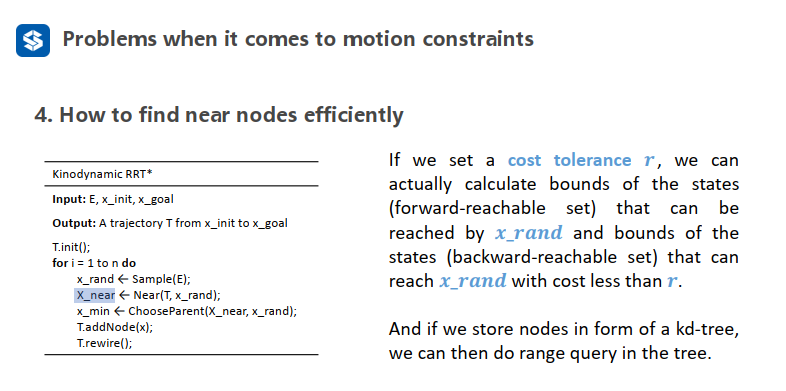 Problems when it comes to motion constraints
4. How to find near nodes efficiently
Kinodynamic RRT*
Input: E, x_init, x_goal
Output: A trajectory T from x_init to x_goal
T.init();
for i = 1 to n do
x_rand ← Sample(E);
X_near ← Near(T, x_rand);
x_min ← ChooseParent(X_near, x_rand);
T.addNode(x);
T.rewire();
If we set a cost tolerance r, we can
actually calculate bounds of the states
(forward-reachable set) that can be
reached by x_rand and bounds of the
states (backward-reachable set) that can
reach x_rand with cost less than r.
And if we store nodes in form of a kd-tree,
we can then do range query in the tree.